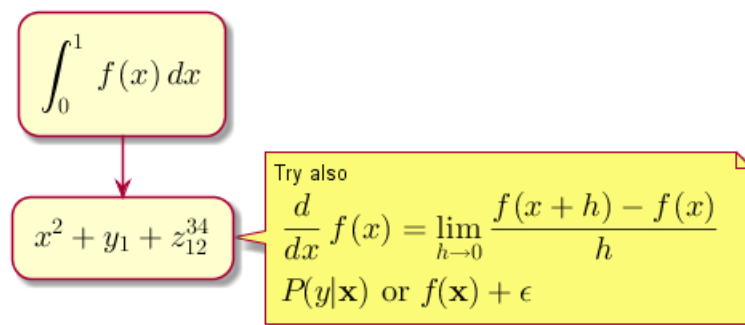 ∫₀¹ f(x) dx
x² + y₁ + z₁₂³⁴
Try also
d/dx f(x) = lim_{h→0} (f(x + h) − f(x))/h
P(y|𝐱) or f(𝐱) + ϵ